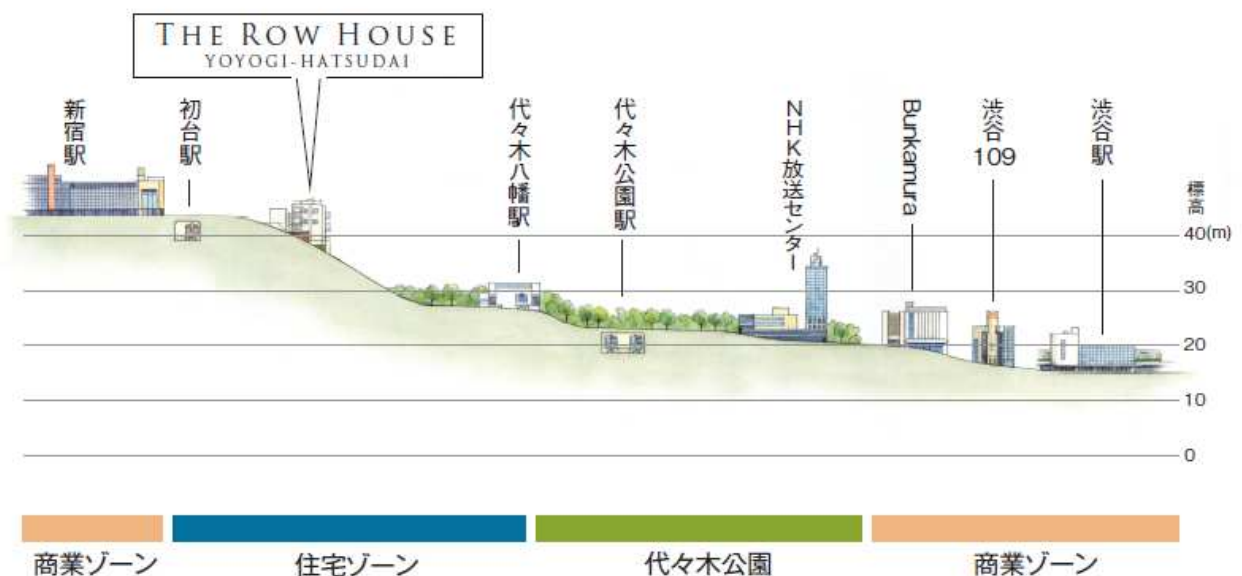 THE ROW HOUSE
YOYOGI-HATSUDAI
新宿駅
初台駅
代々木八幡駅
代々木公園駅
NHK放送センター
Bunkamura
渋谷109
渋谷駅
標高
40(m)
30
20
10
0
商業ゾーン
住宅ゾーン
代々木公園
商業ゾーン